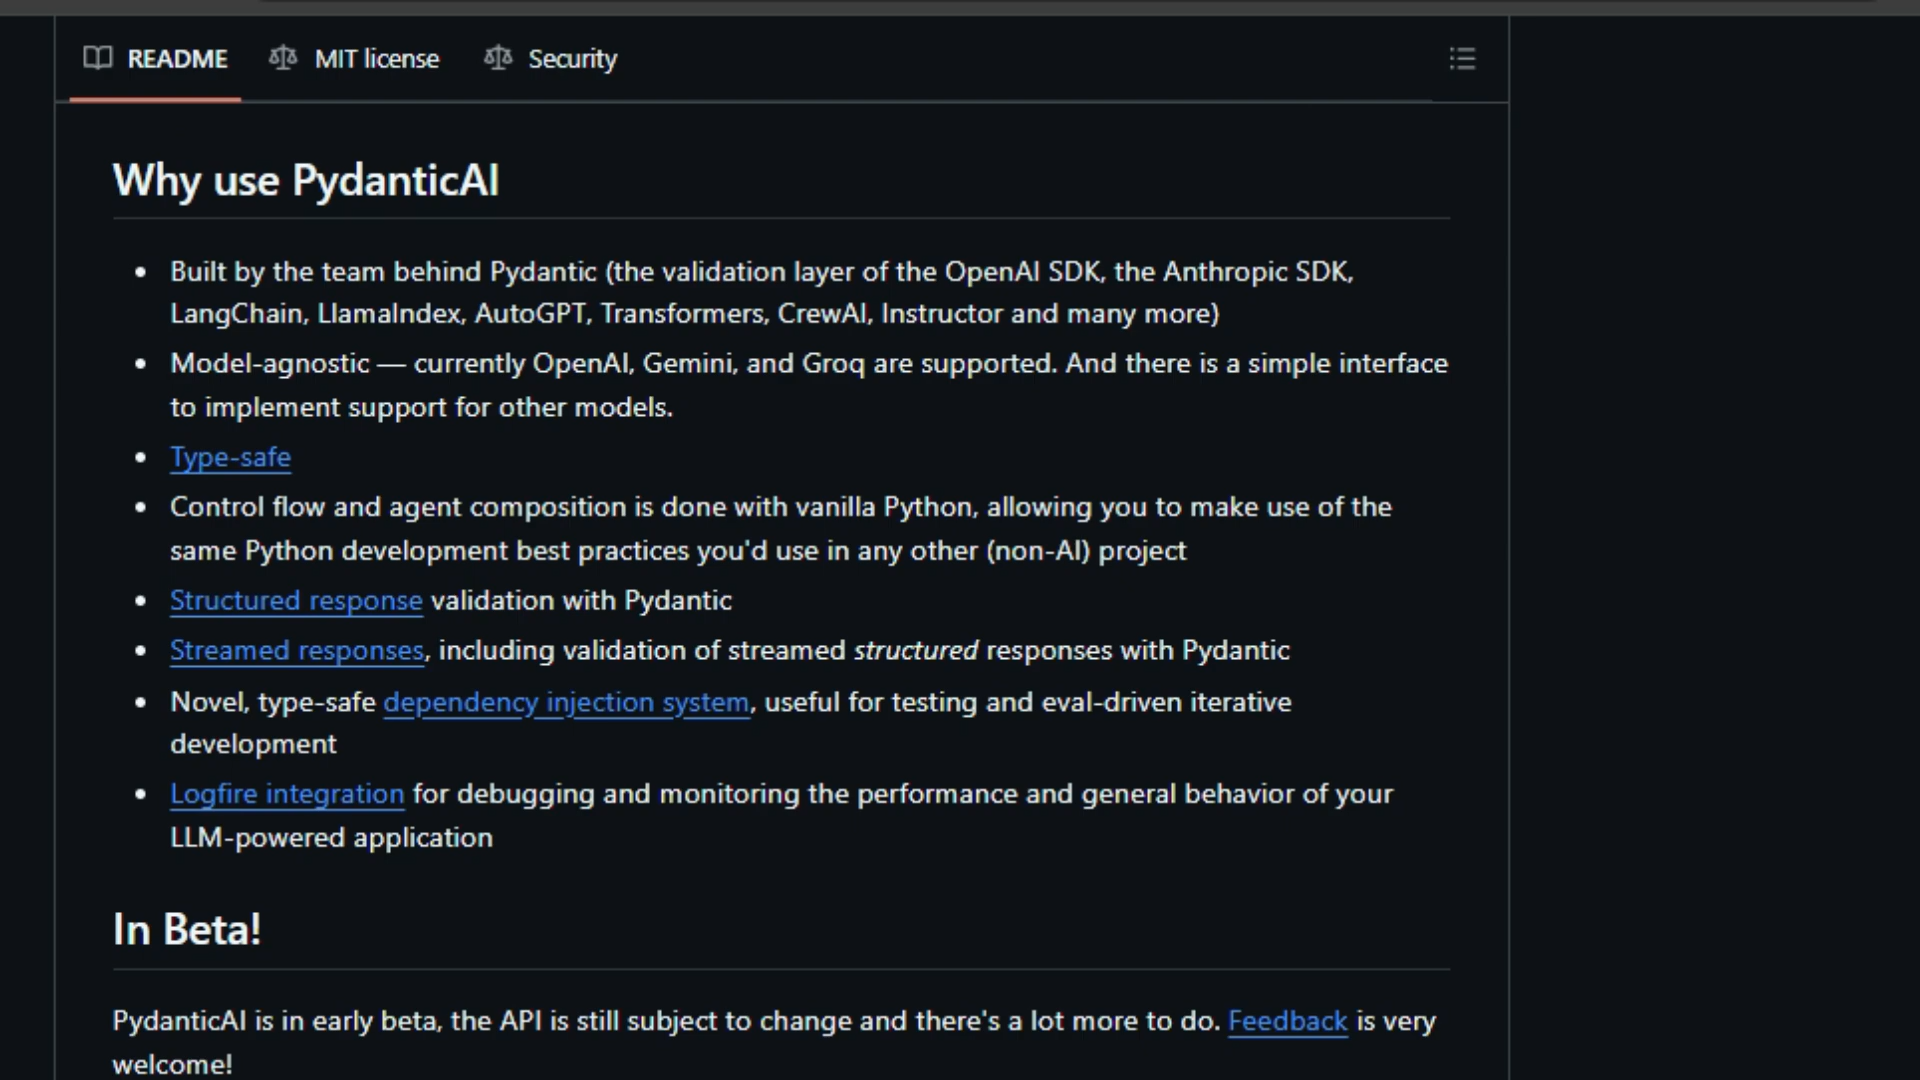 README MIT license Security
Why use PydanticAI
Built by the team behind Pydantic (the validation layer of the OpenAI SDK, the Anthropic SDK,
LangChain, LlamaIndex, AutoGPT, Transformers, CrewAI, Instructor and many more)
Model-agnostic — currently OpenAI, Gemini, and Groq are supported. And there is a simple interface
to implement support for other models.
Type-safe
Control flow and agent composition is done with vanilla Python, allowing you to make use of the
same Python development best practices you'd use in any other (non-AI) project
Structured response validation with Pydantic
Streamed responses, including validation of streamed structured responses with Pydantic
Novel, type-safe dependency injection system, useful for testing and eval-driven iterative
development
Logfire integration for debugging and monitoring the performance and general behavior of your
LLM-powered application
In Beta!
PydanticAI is in early beta, the API is still subject to change and there's a lot more to do. Feedback is very
welcome!